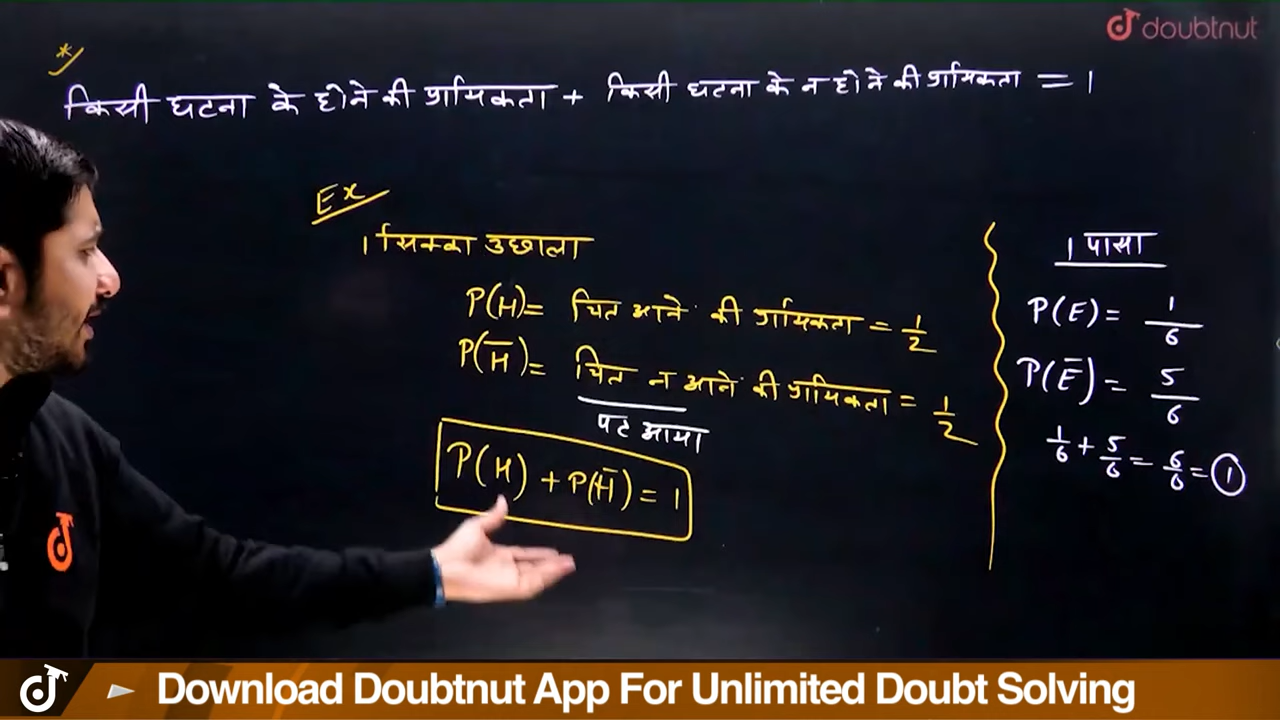 doubtnut
*
किसी घटना के होने की प्रायिकता + किसी घटना के न होने की प्रायिकता = 1
Ex
1 सिक्का उछाला
P(H)= चित आने की प्रायिकता = 1/2
P(H̅)= चित न आने की प्रायिकता = 1/2
पट आया
P(H) + P(H̅) = 1
1 पासा
P(E) = 1/6
P(E̅) = 5/6
1/6 + 5/6 = 6/6 = 1
Download Doubtnut App For Unlimited Doubt Solving